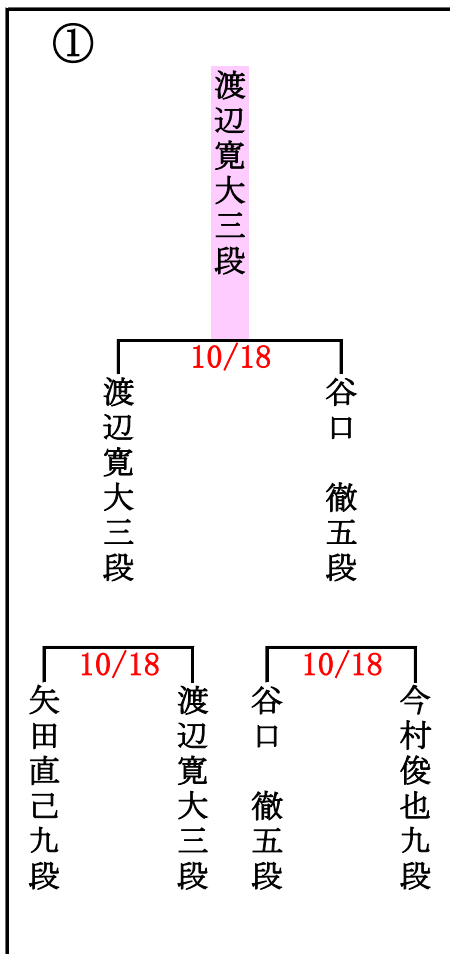 ①
渡辺寛大三段
10/18
渡辺寛大三段
谷口　徹五段
10/18
10/18
矢田直己九段
渡辺寛大三段
谷口　徹五段
今村俊也九段